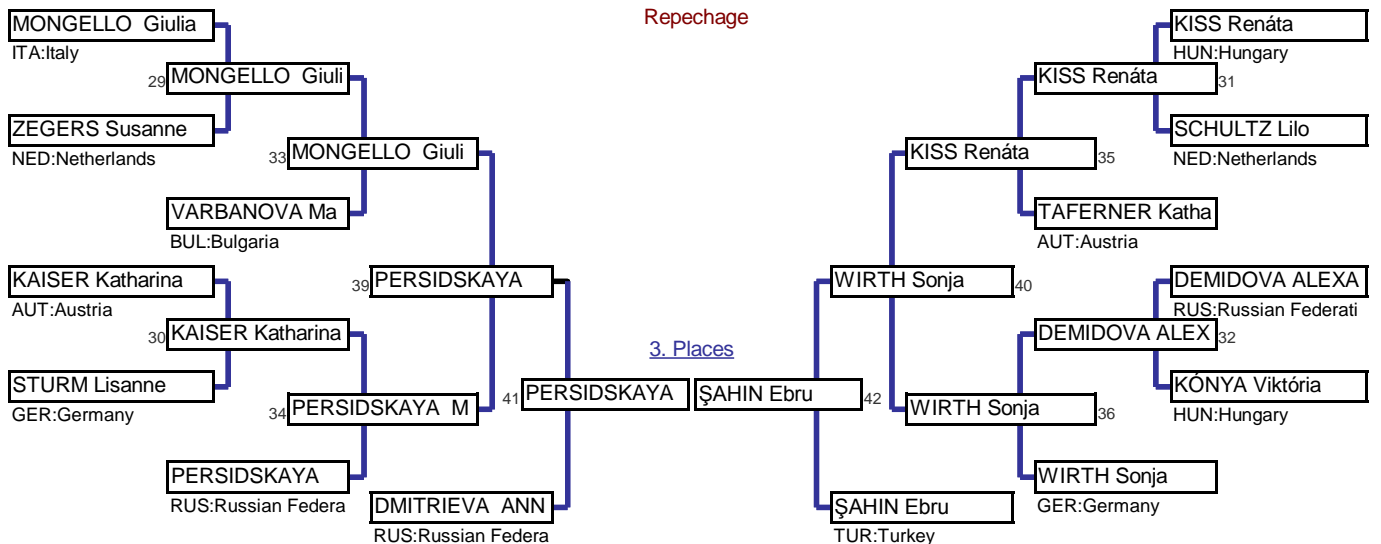 Repechage
MONGELLO  Giulia
ITA:Italy
29 MONGELLO  Giuli
ZEGERS Susanne
NED:Netherlands
33 MONGELLO  Giuli
VARBANOVA Ma
BUL:Bulgaria
39 PERSIDSKAYA
KAISER Katharina
AUT:Austria
30 KAISER Katharina
STURM Lisanne
GER:Germany
34 PERSIDSKAYA  M
PERSIDSKAYA
RUS:Russian Federa
41 PERSIDSKAYA
DMITRIEVA  ANN
RUS:Russian Federa
3. Places
KISS Renáta
HUN:Hungary
KISS Renáta 31
SCHULTZ Lilo
NED:Netherlands
KISS Renáta 35
TAFERNER Katha
AUT:Austria
WIRTH Sonja 40
DEMIDOVA ALEXA
RUS:Russian Federati
DEMIDOVA ALEX 32
KÓNYA Viktória
HUN:Hungary
WIRTH Sonja 36
WIRTH Sonja
GER:Germany
ŞAHIN Ebru 42
ŞAHIN Ebru
TUR:Turkey